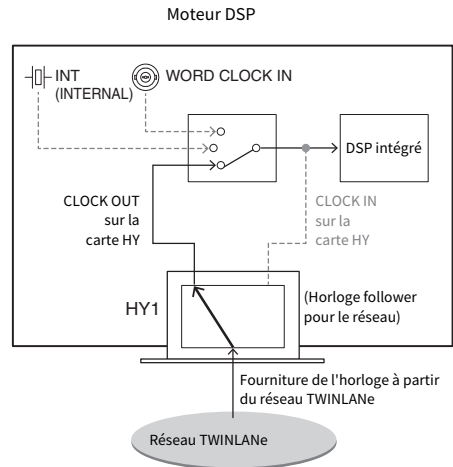 Moteur DSP
INT
(INTERNAL)
WORD CLOCK IN
DSP intégré
CLOCK OUT
sur la
carte HY
CLOCK IN
sur la
carte HY
HY1
(Horloge follower
pour le réseau)
Fourniture de l'horloge à partir
du réseau TWINLANe
Réseau TWINLANe